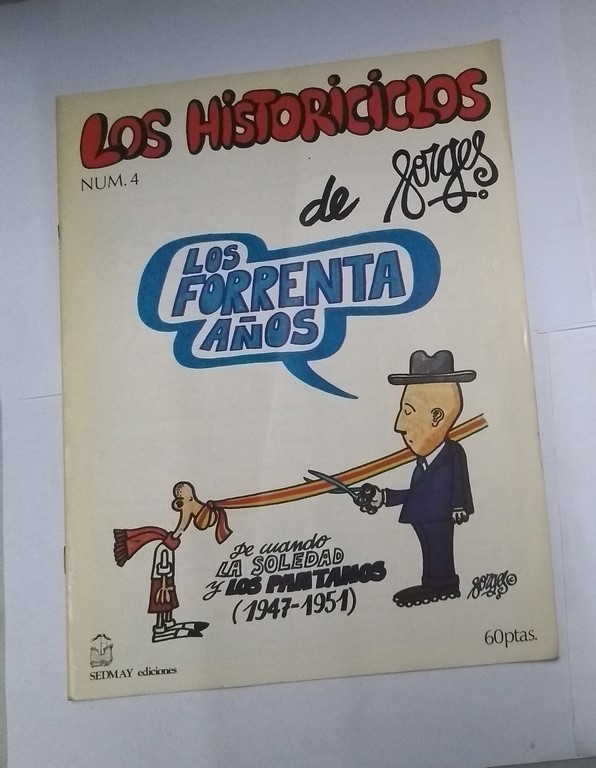 LOS HISTORICICLOS
NUM. 4
de Forges
LOS
FORRENTA
AÑOS
De cuando
LA SOLEDAD
y LOS PANTANOS
(1947-1951)
Forges ©
60ptas.
SEDMAY ediciones